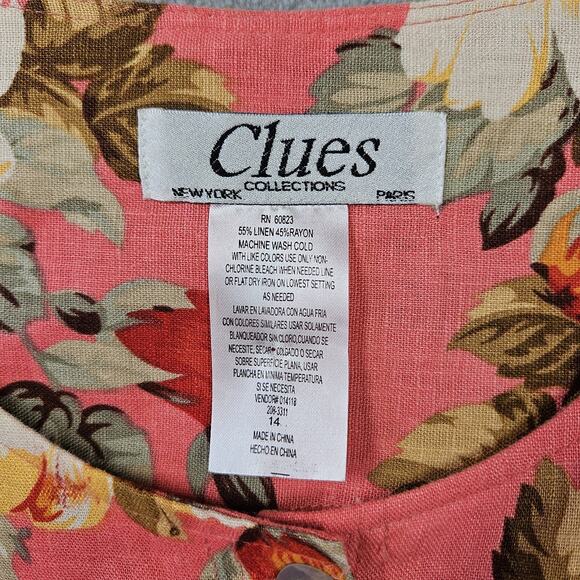 Clues
COLLECTIONS
NEW YORK PARIS
RN 60823
55% LINEN 45%RAYON
MACHINE WASH COLD
WITH LIKE COLORS USE ONLY NON-
CHLORINE BLEACH WHEN NEEDED LINE
OR FLAT DRY IRON ON LOWEST SETTING
AS NEEDED
LAVAR EN LAVADORA CON AGUA FRIA
CON COLORES SIMILARES USAR SOLAMENTE
BLANQUEADOR SIN CLORO,CUANDO SE
NECESITE, SECAR COLGADO O SECAR
SOBRE SUPERFICIE PLANA, USAR
PLANCHA EN MINIMA TEMPERATURA
SI SE NECESITA
VENDOR# 014119
208-3311
14
MADE IN CHINA
HECHO EN CHINA